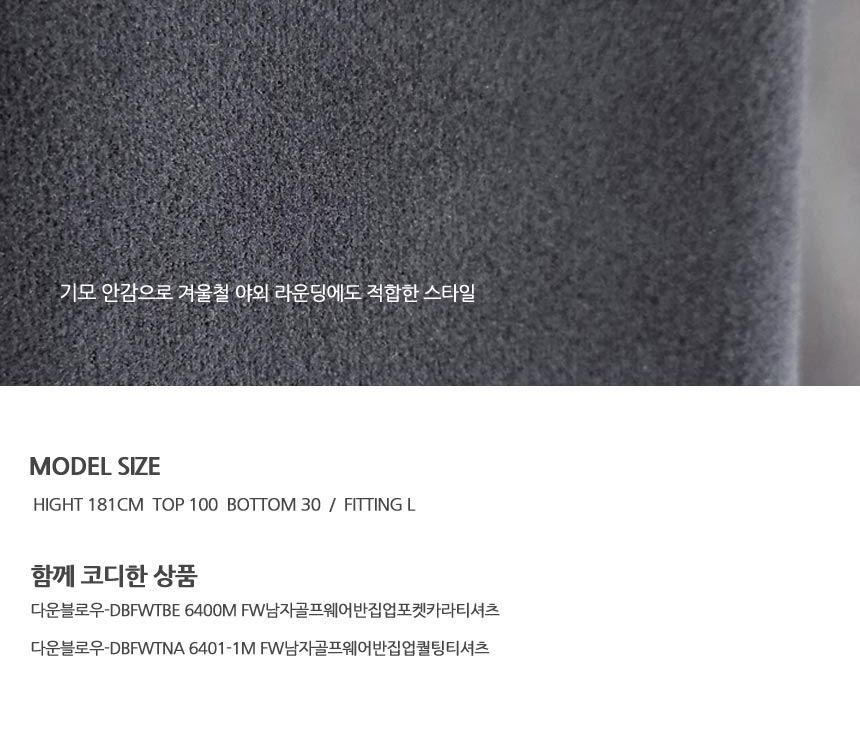 기모 안감으로 겨울철 야외 라운딩에도 적합한 스타일
MODEL SIZE
HIGHT 181CM TOP 100 BOTTOM 30 / FITTING L
함께 코디한 상품
다운블로우-DBFWTBE 6400M FW남자골프웨어반집업포켓카라티셔츠
다운블로우-DBFWTNA 6401-1M FW남자골프웨어반집업퀄팅티셔츠